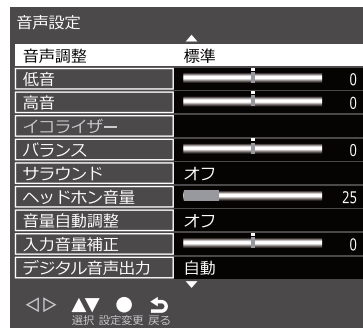 音声設定
音声調整 標準
低音 0
高音 0
イコライザー
バランス 0
サラウンド オフ
ヘッドホン音量 25
音量自動調整 オフ
入力音量補正 0
デジタル音声出力 自動
選択 設定変更 戻る